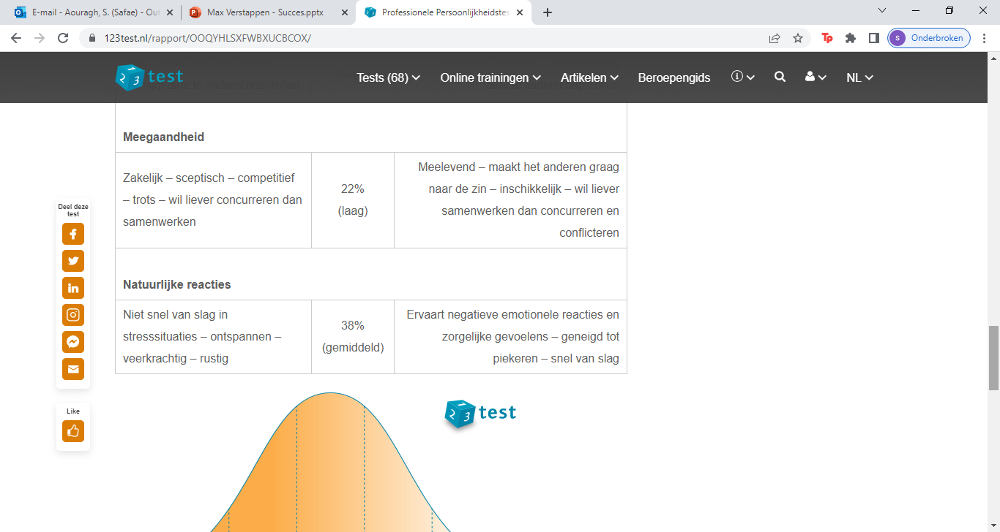 E-mail - Aouragh, S. (Safae) - Out
Max Verstappen - Succes.pptx
Professionele Persoonlijkheidstes
123test.nl/rapport/OOQYHLSXFWBXUCBCOX/
S Onderbroken
123 test
Tests (68)
Online trainingen
Artikelen
Beroepengids
NL
Meegaandheid
Zakelijk – sceptisch – competitief
– trots – wil liever concurreren dan
samenwerken
22%
(laag)
Meelevend – maakt het anderen graag
naar de zin – inschikkelijk – wil liever
samenwerken dan concurreren en
conflicteren
Natuurlijke reacties
Niet snel van slag in
stresssituaties – ontspannen –
veerkrachtig – rustig
38%
(gemiddeld)
Ervaart negatieve emotionele reacties en
zorgelijke gevoelens – geneigd tot
piekeren – snel van slag
Deel deze
test
Like
123 test